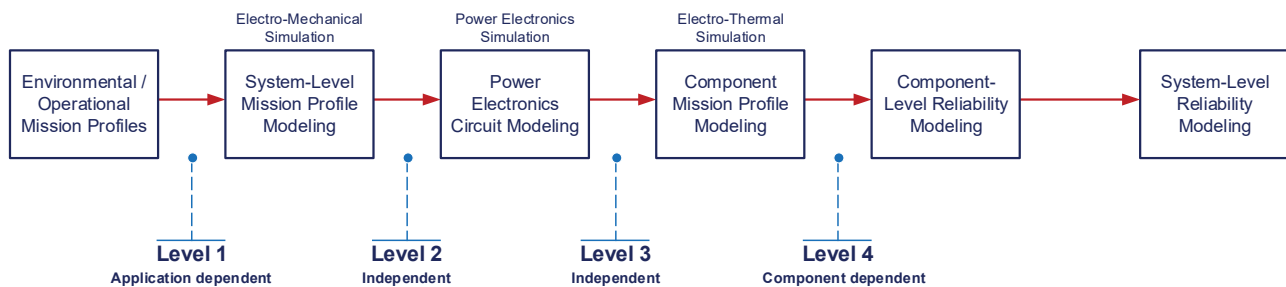 Electro-Mechanical
Simulation
Power Electronics
Simulation
Electro-Thermal
Simulation
Environmental /
Operational
Mission Profiles
System-Level
Mission Profile
Modeling
Power
Electronics
Circuit Modeling
Component
Mission Profile
Modeling
Component-
Level Reliability
Modeling
System-Level
Reliability
Modeling
Level 1
Application dependent
Level 2
Independent
Level 3
Independent
Level 4
Component dependent